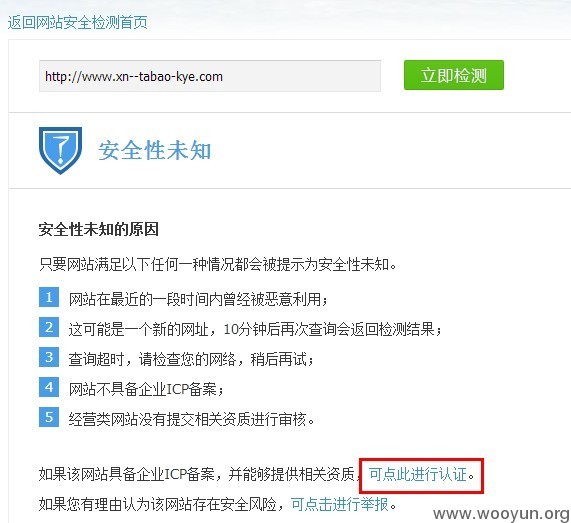 返回网站安全检测首页
http://www.xn--tabao-kye.com
立即检测
安全性未知
安全性未知的原因
只要网站满足以下任何一种情况都会被提示为安全性未知。
1 网站在最近的一段时间内曾经被恶意利用；
2 这可能是一个新的网址，10分钟后再次查询会返回检测结果；
3 查询超时，请检查您的网络，稍后再试；
4 网站不具备企业ICP备案；
5 经营类网站没有提交相关资质进行审核。
如果该网站具备企业ICP备案，并能够提供相关资质，可点此进行认证。
如果您有理由认为该网站存在安全风险，可点击进行举报。
www.wooyun.org